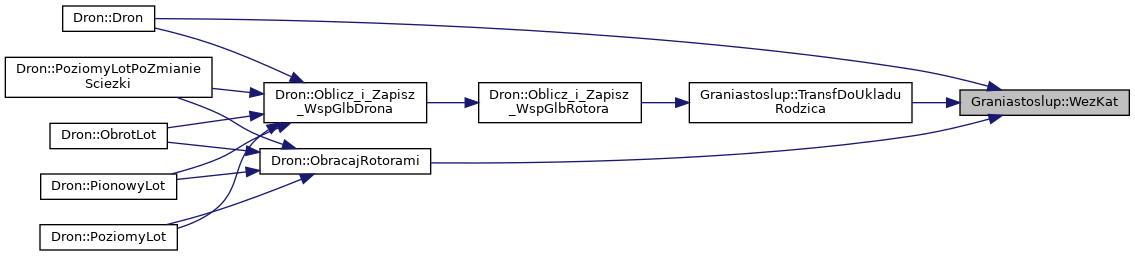 Dron::Dron
Dron::PoziomyLotPoZmianie
Sciezki
Dron::ObrotLot
Dron::PionowyLot
Dron::PoziomyLot
Dron::Oblicz_i_Zapisz
_WspGlbDrona
Dron::ObracajRotorami
Dron::Oblicz_i_Zapisz
_WspGlbRotora
Graniastoslup::TransfDoUkladu
Rodzica
Graniastoslup::WezKat